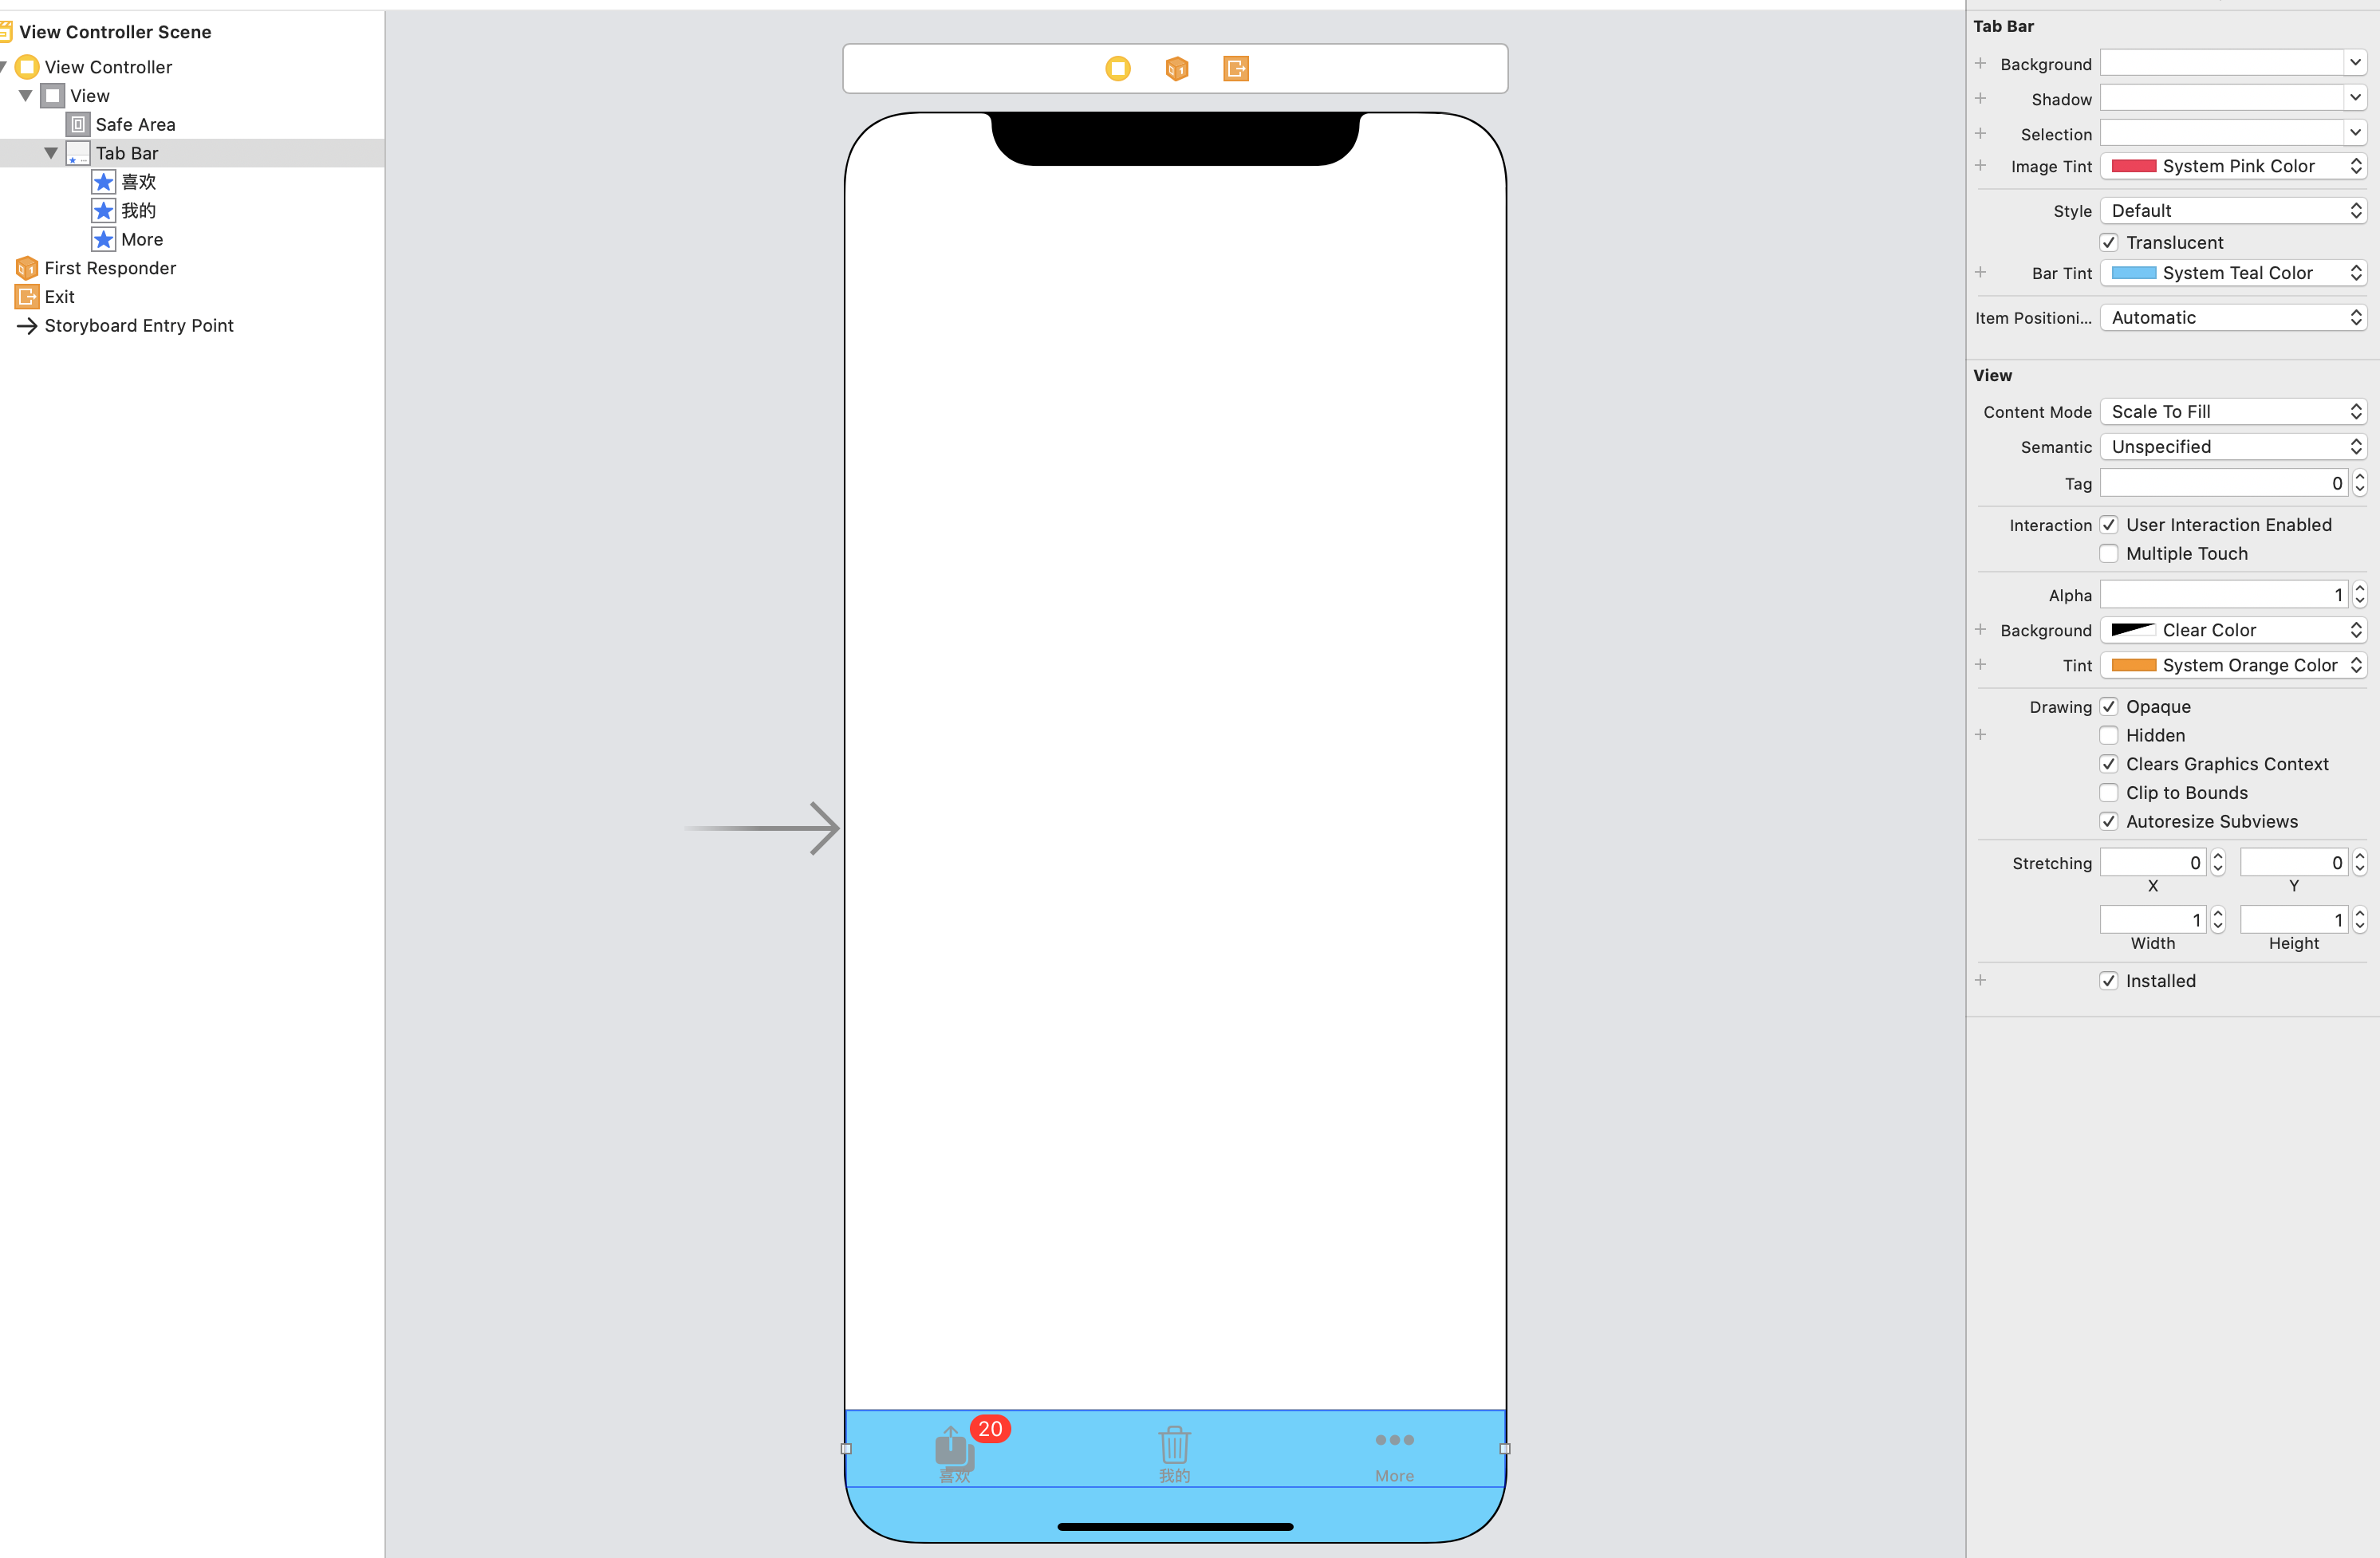 View Controller Scene
View Controller
View
Safe Area
Tab Bar
喜欢
我的
More
First Responder
Exit
Storyboard Entry Point
20
喜欢
我的
More
Tab Bar
Background
Shadow
Selection
Image Tint System Pink Color
Style Default
Translucent
Bar Tint System Teal Color
Item Positioni... Automatic
View
Content Mode Scale To Fill
Semantic Unspecified
Tag 0
Interaction User Interaction Enabled
Multiple Touch
Alpha 1
Background Clear Color
Tint System Orange Color
Drawing Opaque
Hidden
Clears Graphics Context
Clip to Bounds
Autoresize Subviews
Stretching 0 0
X Y
1 1
Width Height
Installed